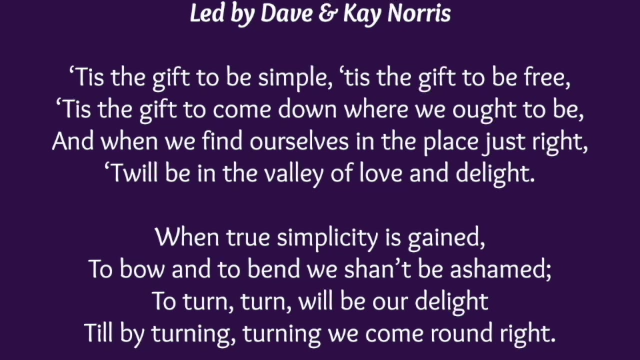 Led by Dave & Kay Norris
‘Tis the gift to be simple, ‘tis the gift to be free,
‘Tis the gift to come down where we ought to be,
And when we find ourselves in the place just right,
‘Twill be in the valley of love and delight.
When true simplicity is gained,
To bow and to bend we shan’t be ashamed;
To turn, turn, will be our delight
Till by turning, turning we come round right.